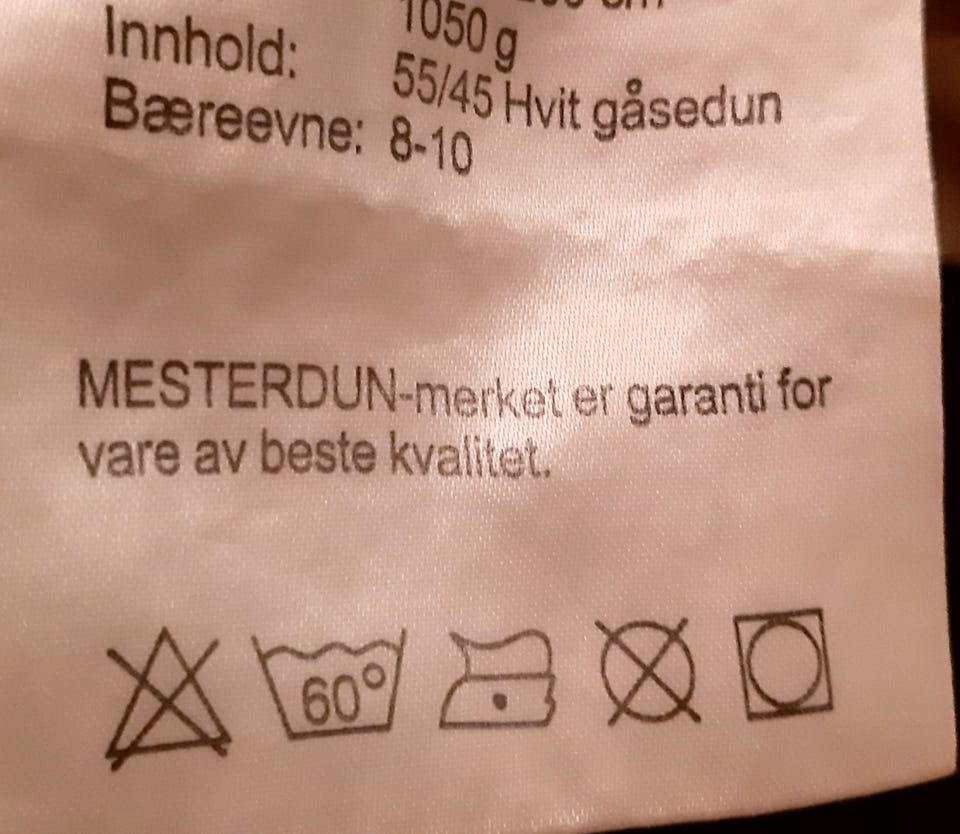 1050 g
Innhold: 55/45 Hvit gåsedun
Bæreevne: 8-10
MESTERDUN-merket er garanti for
vare av beste kvalitet.
60°